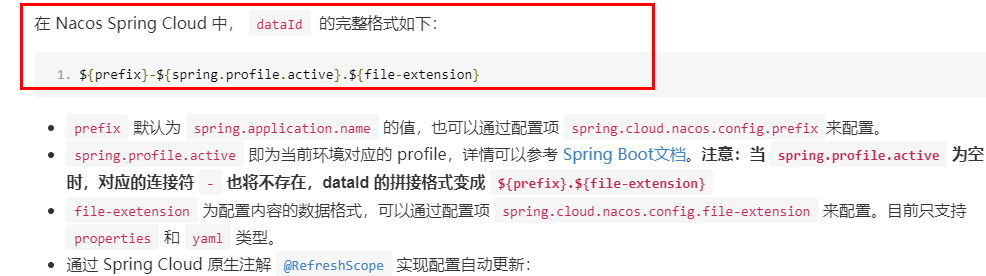 在 Nacos Spring Cloud 中， dataId 的完整格式如下：
1. ${prefix}-${spring.profile.active}.${file-extension}
• prefix 默认为 spring.application.name 的值，也可以通过配置项 spring.cloud.nacos.config.prefix来配置。
• spring.profile.active 即为当前环境对应的 profile，详情可以参考 Spring Boot文档。注意：当 spring.profile.active 为空
时，对应的连接符 - 也将不存在，dataId 的拼接格式变成 ${prefix}.${file-extension}
• file-exetension 为配置内容的数据格式，可以通过配置项 spring.cloud.nacos.config.file-extension 来配置。目前只支持
properties 和 yaml 类型。
• 通过 Spring Cloud 原生注解 @RefreshScope 实现配置自动更新：